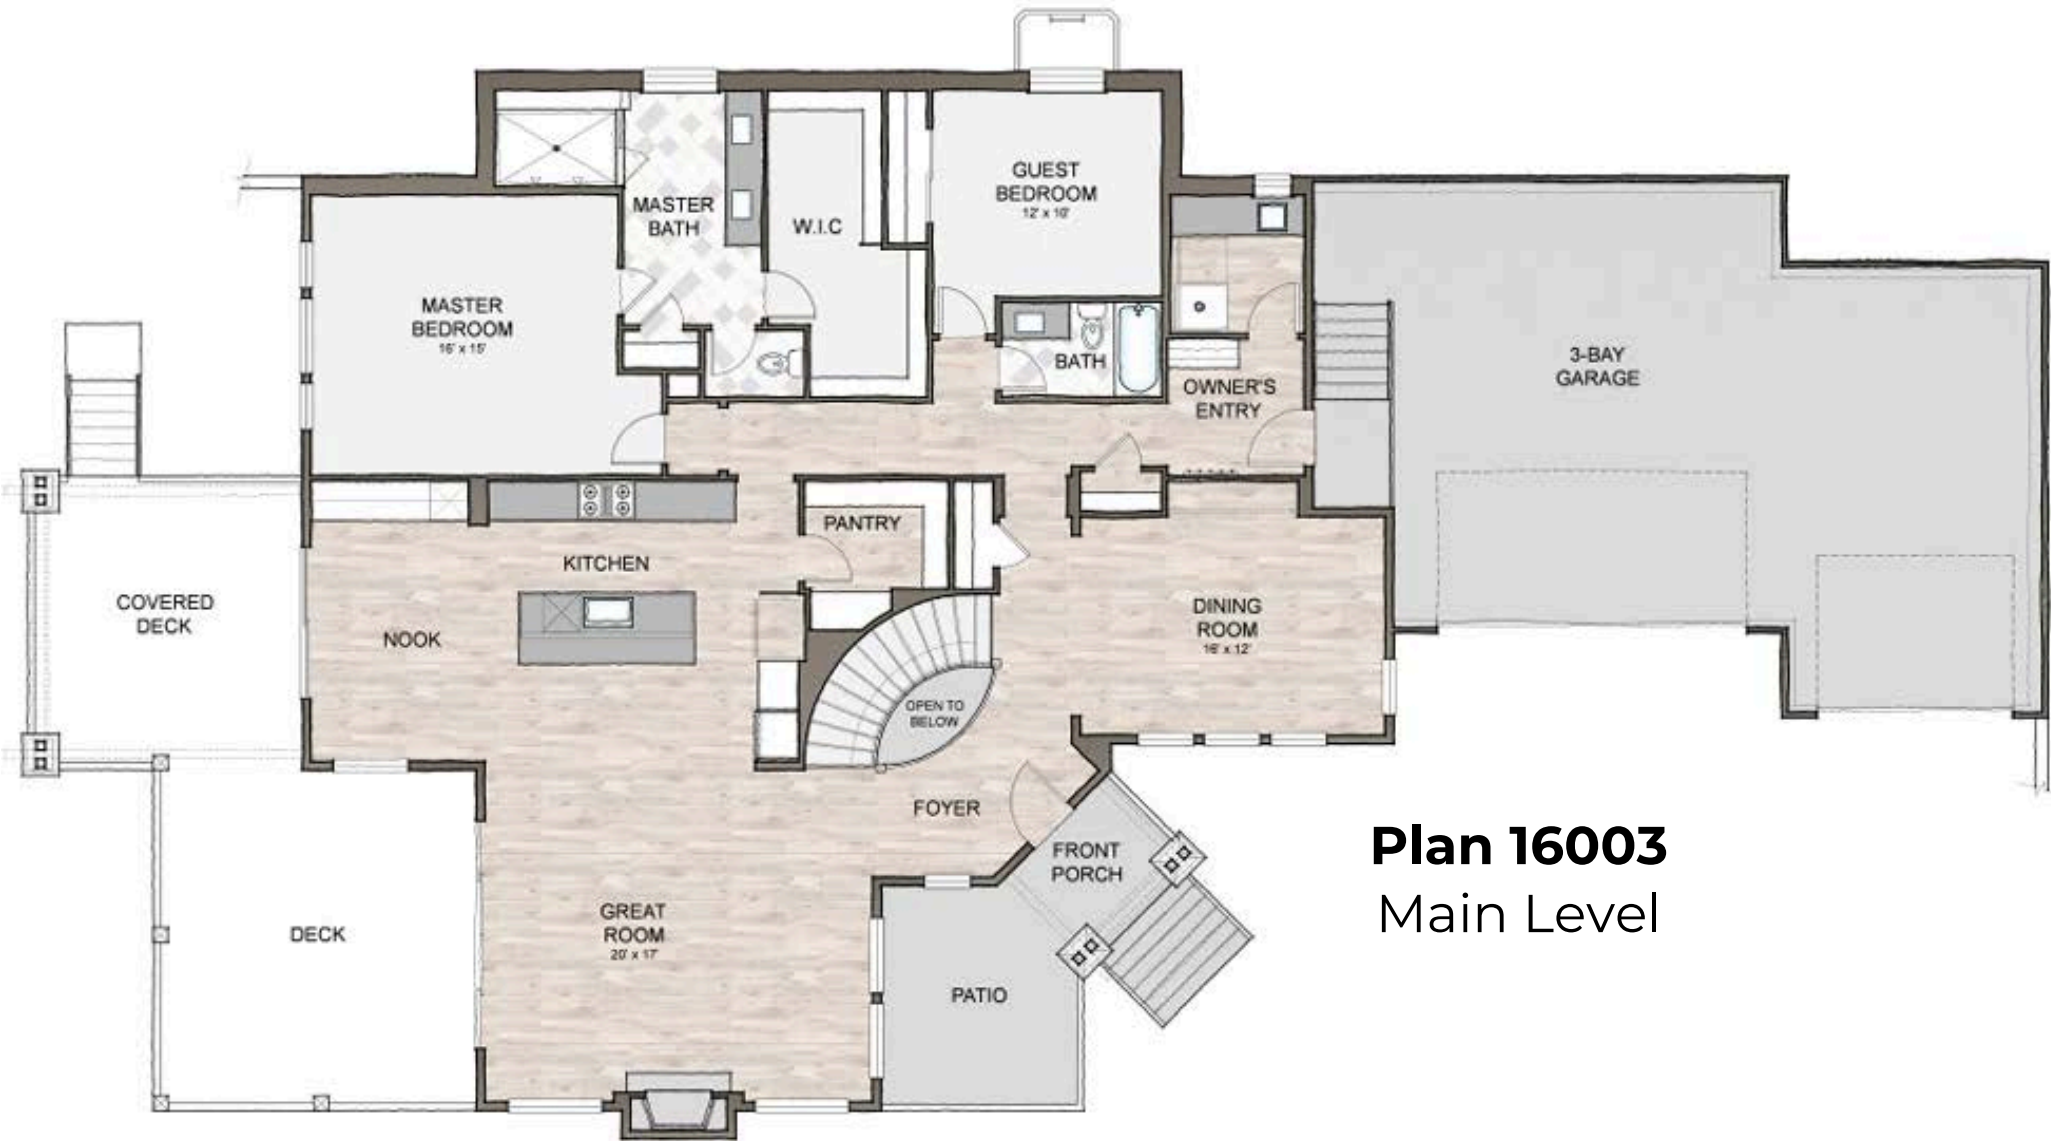 GUEST
BEDROOM
12' x 10'
MASTER
BATH
W.I.C
MASTER
BEDROOM
16' x 15'
BATH
OWNER'S
ENTRY
3-BAY
GARAGE
PANTRY
KITCHEN
COVERED
DECK
NOOK
DINING
ROOM
16' x 12'
OPEN TO
BELOW
FOYER
FRONT
PORCH
Plan 16003
Main Level
GREAT
ROOM
20' x 17'
DECK
PATIO